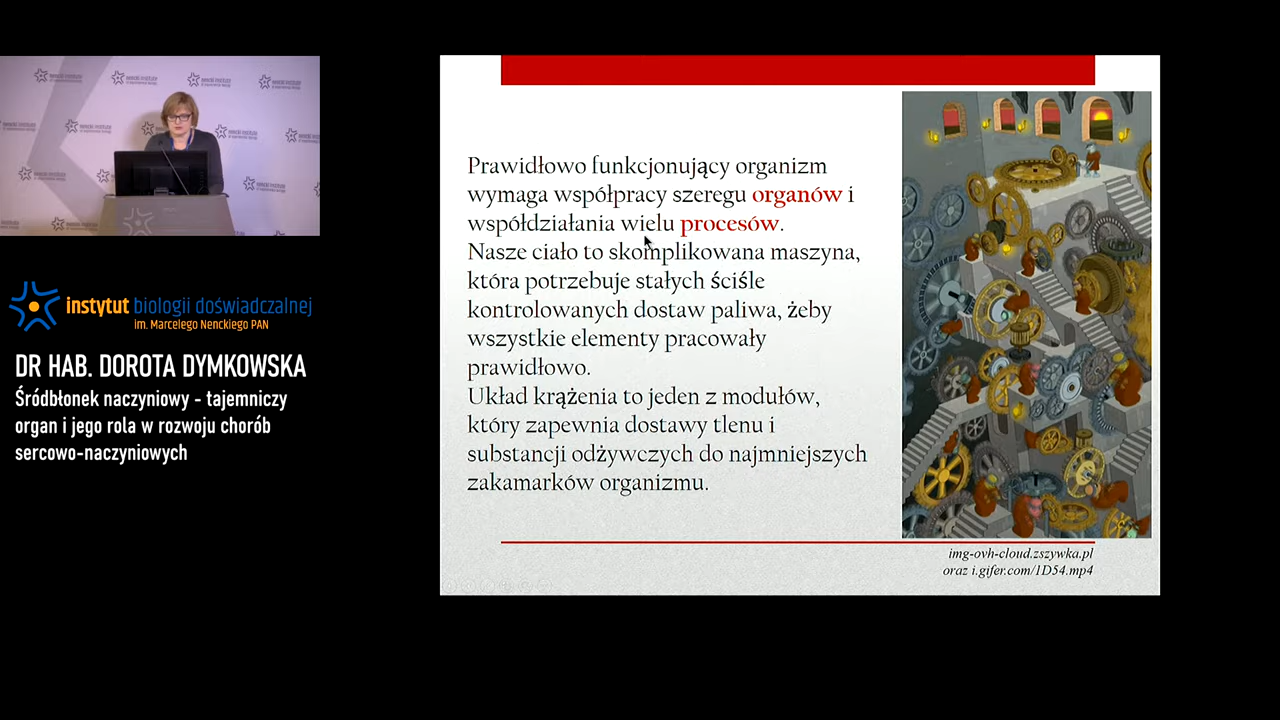 instytut biologii doświadczalnej
im. Marcelego Nenckiego PAN
DR HAB. DOROTA DYMKOWSKA
Śródbłonek naczyniowy - tajemniczy
organ i jego rola w rozwoju chorób
sercowo-naczyniowych
Prawidłowo funkcjonujący organizm
wymaga współpracy szeregu organów i
współdziałania wielu procesów.
Nasze ciało to skomplikowana maszyna,
która potrzebuje stałych ściśle
kontrolowanych dostaw paliwa, żeby
wszystkie elementy pracowały
prawidłowo.
Układ krążenia to jeden z modułów,
który zapewnia dostawy tlenu i
substancji odżywczych do najmniejszych
zakamarków organizmu.
img-ovh-cloud.zszywka.pl
oraz i.gifer.com/1D54.mp4